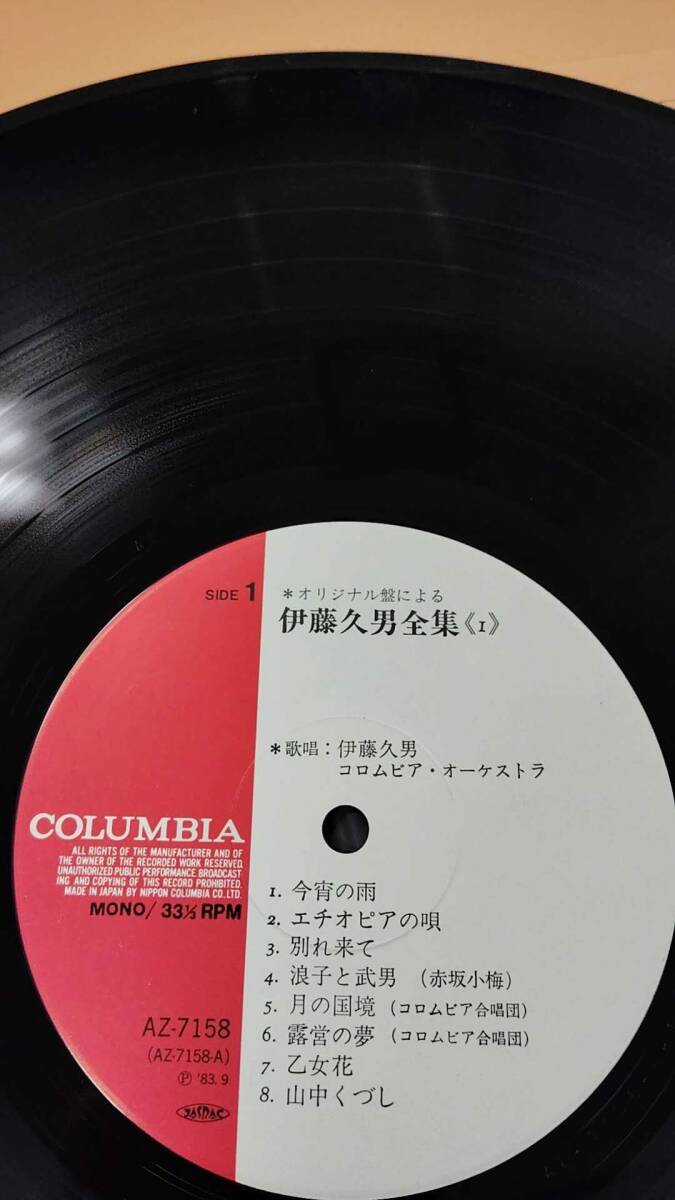 SIDE 1
*オリジナル盤による
伊藤久男全集《I》
*歌唱：伊藤久男
コロムビア・オーケストラ
COLUMBIA
ALL RIGHTS OF THE MANUFACTURER AND OF
THE OWNER OF THE RECORDED WORK RESERVED.
UNAUTHORIZED PUBLIC PERFORMANCE BROADCAST
ING AND COPYING OF THIS RECORD PROHIBITED.
MADE IN JAPAN BY NIPPON COLUMBIA CO.,LTD.
MONO/ 33⅓ RPM
AZ-7158
(AZ-7158-A)
Ⓟ '83.9
JASRAC
1. 今宵の雨
2. エチオピアの唄
3. 別れ来て
4. 浪子と武男 (赤坂小梅)
5. 月の国境 (コロムビア合唱団)
6. 露営の夢 (コロムビア合唱団)
7. 乙女花
8. 山中くづし